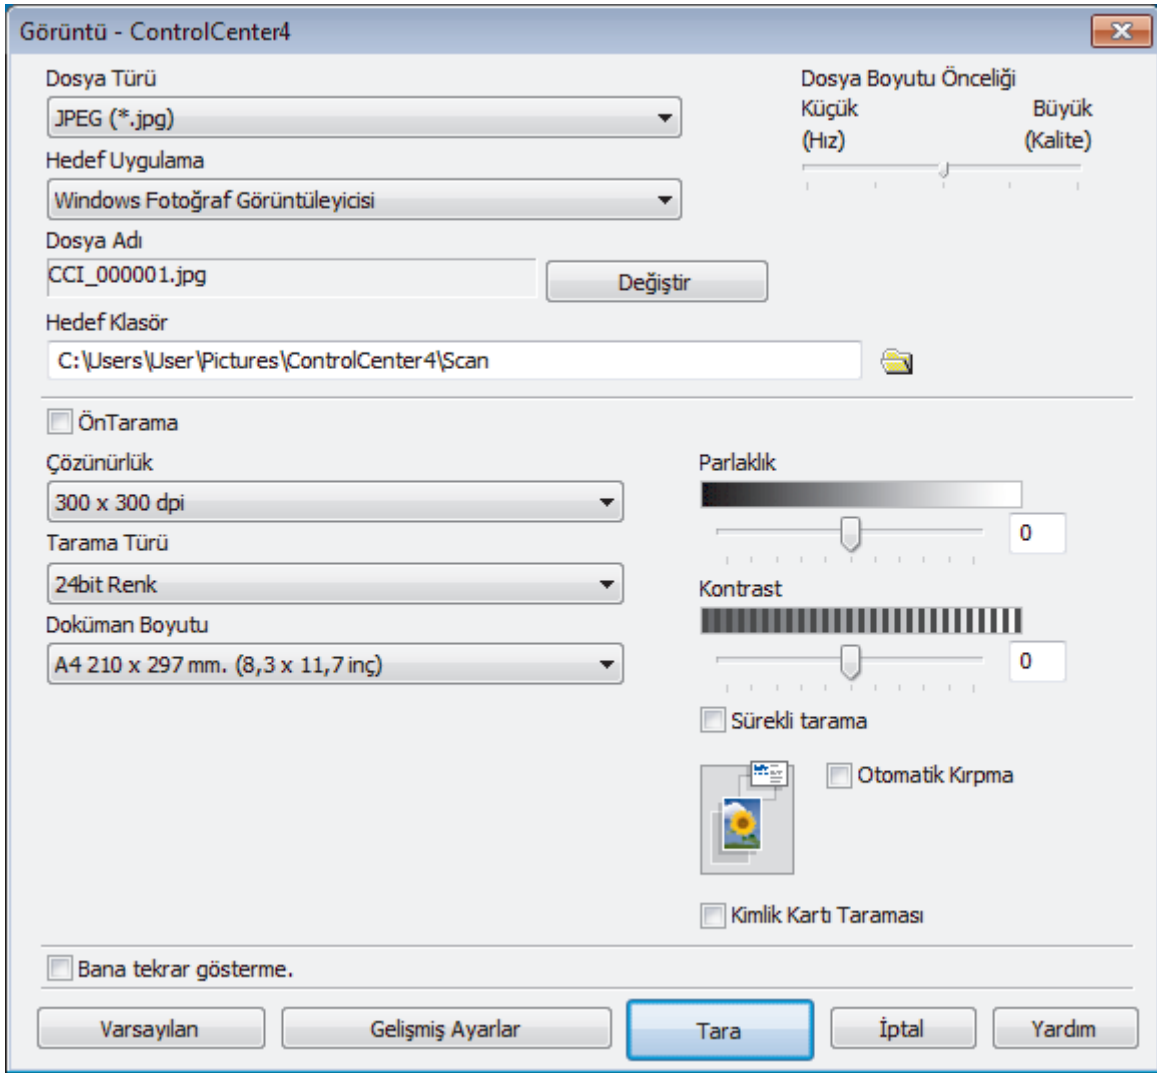 Görüntü - ControlCenter4
Dosya Türü
JPEG (*.jpg)
Hedef Uygulama
Windows Fotoğraf Görüntüleyicisi
Dosya Adı
CCI_000001.jpg
Değiştir
Hedef Klasör
C:\Users\User\Pictures\ControlCenter4\Scan
Dosya Boyutu Önceliği
Küçük Büyük
(Hız) (Kalite)
ÖnTarama
Çözünürlük
300 x 300 dpi
Tarama Türü
24bit Renk
Doküman Boyutu
A4 210 x 297 mm. (8,3 x 11,7 inç)
Parlaklık
0
Kontrast
0
Sürekli tarama
Otomatik Kırpma
Kimlik Kartı Taraması
Bana tekrar gösterme.
Varsayılan Gelişmiş Ayarlar Tara İptal Yardım